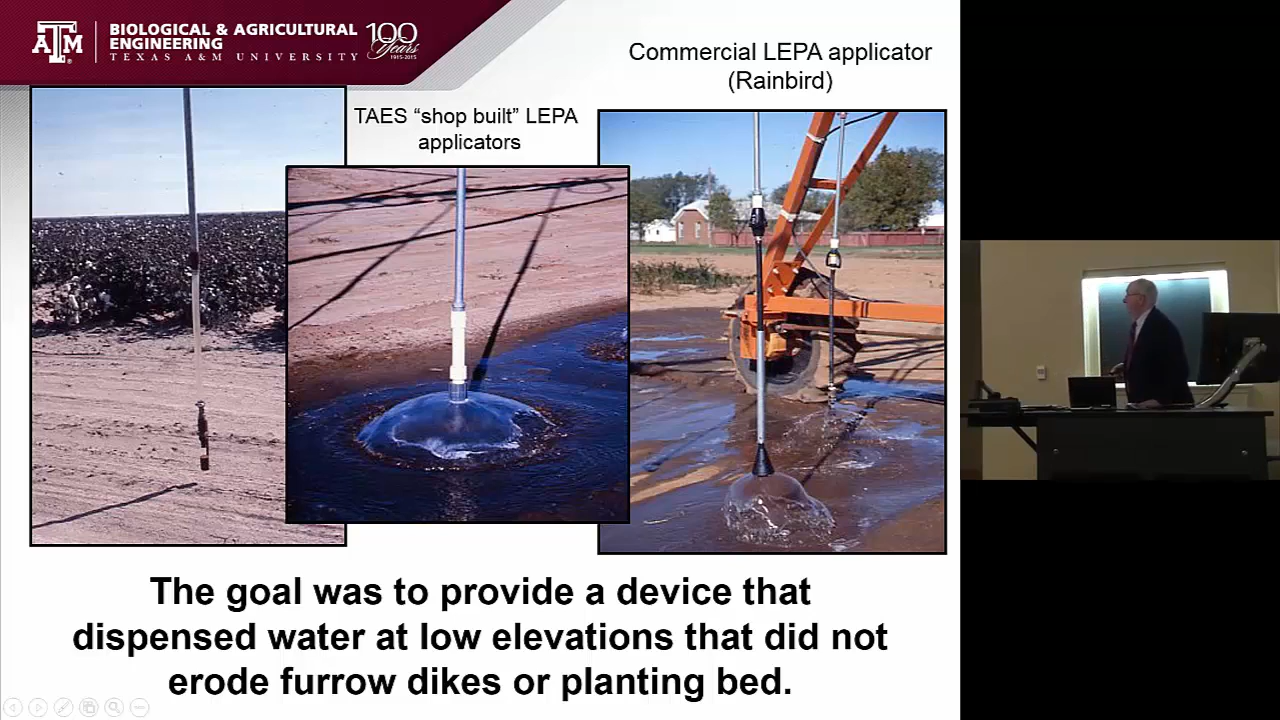 ATM
BIOLOGICAL & AGRICULTURAL
ENGINEERING
TEXAS A&M UNIVERSITY
100
Years
1915-2015
Commercial LEPA applicator
(Rainbird)
TAES “shop built” LEPA
applicators
The goal was to provide a device that
dispensed water at low elevations that did not
erode furrow dikes or planting bed.